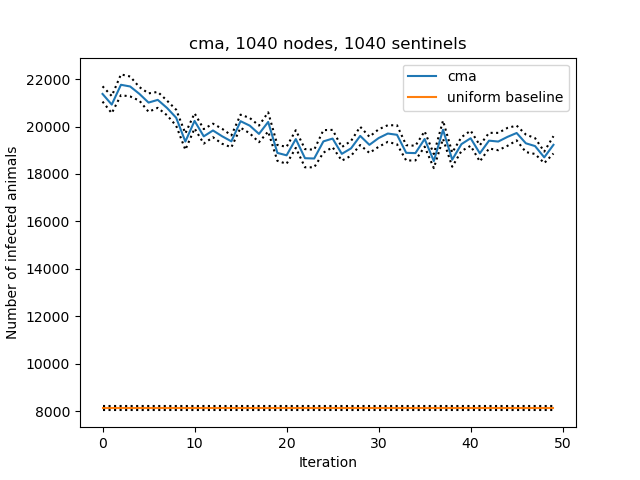 cma, 1040 nodes, 1040 sentinels
cma
uniform baseline
Number of infected animals
22000
20000
18000
16000
14000
12000
10000
8000
0 10 20 30 40 50
Iteration